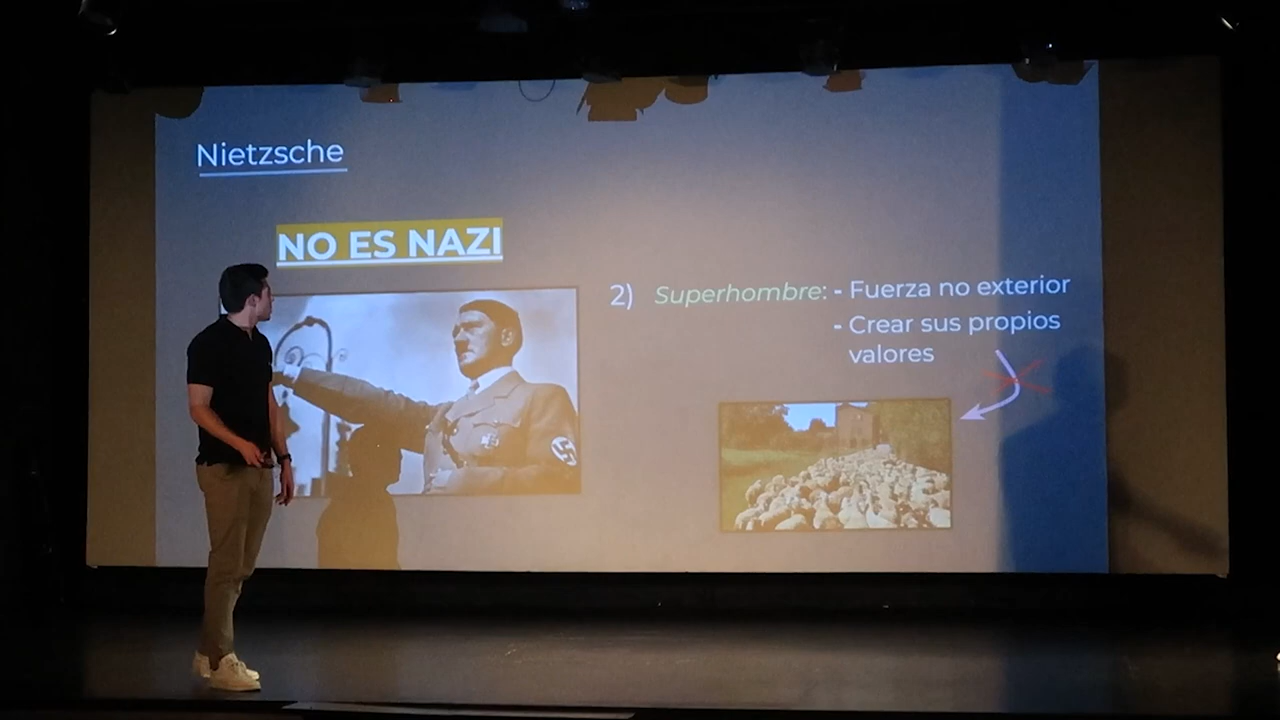 Nietzsche
NO ES NAZI
2) Superhombre: - Fuerza no exterior
- Crear sus propios
valores